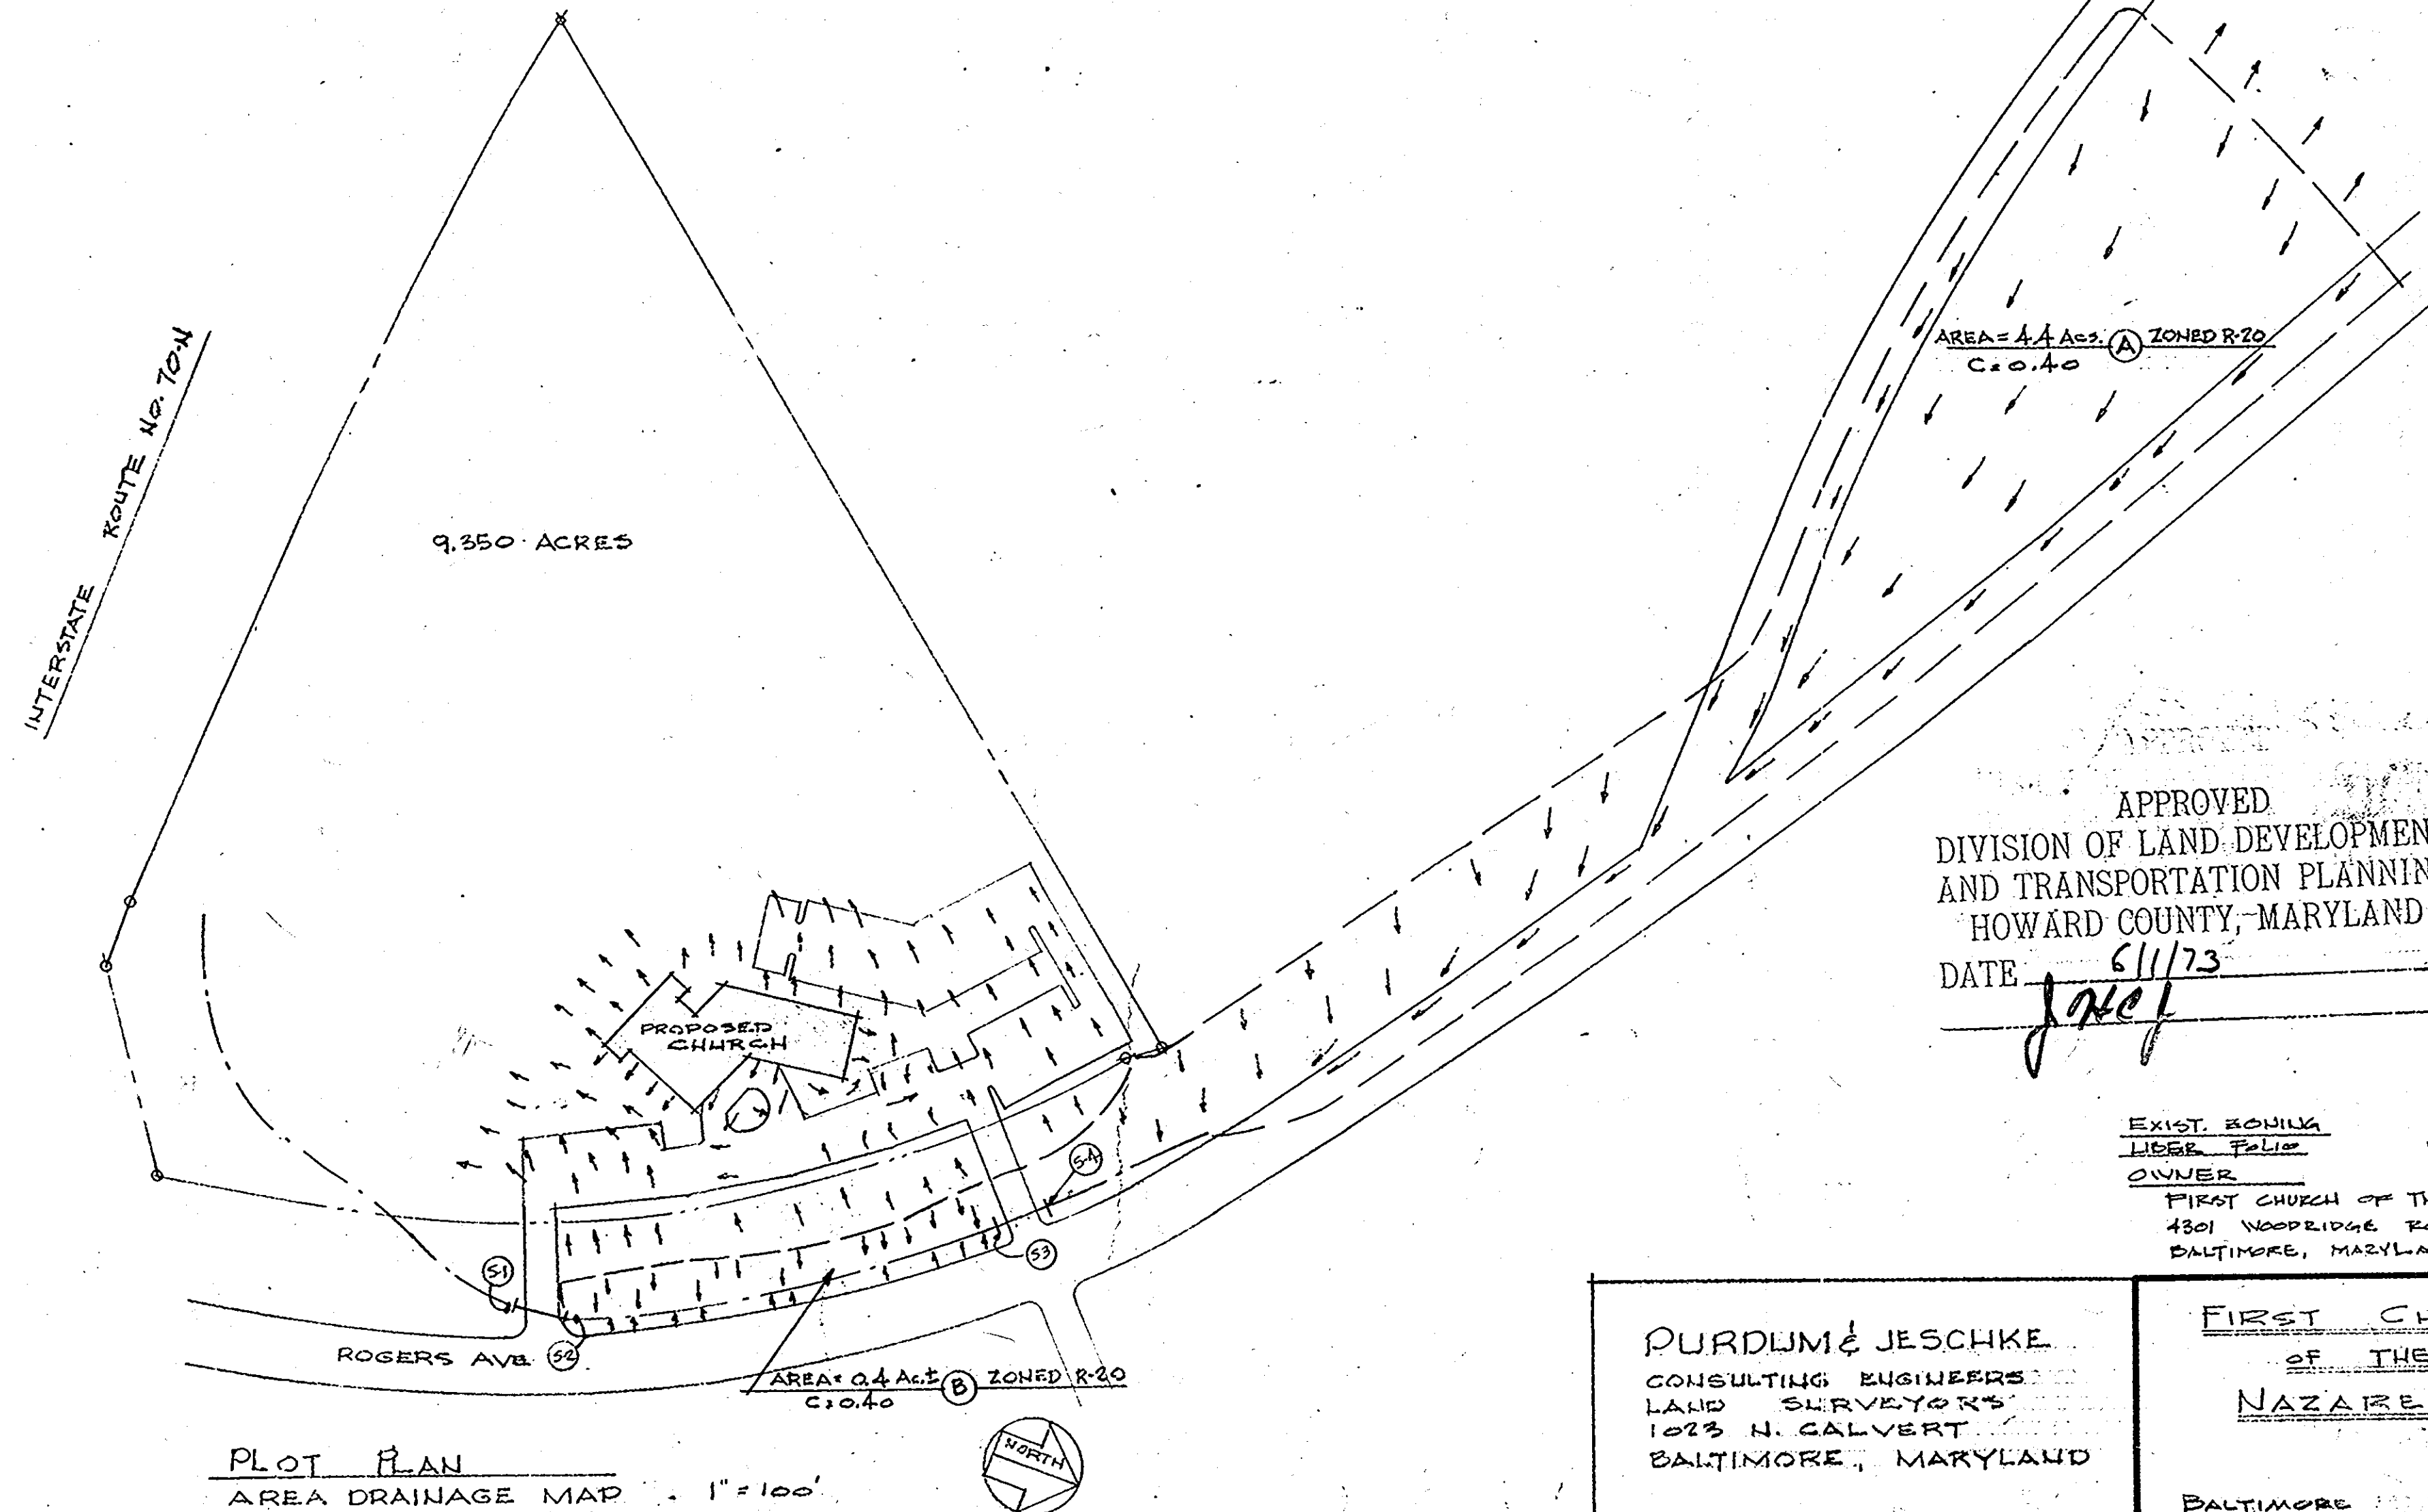 INTERSTATE ROUTE No. 70-N
9.350 ACRES
AREA = 4.4 Acs. A ZONED R-20
C = 0.40
PROPOSED
CHURCH
S-1
S-2
S3
S-4
ROGERS AVE.
AREA = 0.4 Ac.± B ZONED R-20
C = 0.40
PLOT PLAN
AREA DRAINAGE MAP 1" = 100'
NORTH
APPROVED
DIVISION OF LAND DEVELOPMEN
AND TRANSPORTATION PLANNIN
HOWARD COUNTY, MARYLAND
DATE 6/1/73
EXIST. ZONING
LIBER FOLIO
OWNER
FIRST CHURCH OF TH
4301 WOODRIDGE RO
BALTIMORE, MARYLA
PURDUM & JESCHKE
CONSULTING ENGINEERS
LAND SURVEYORS
1023 N. CALVERT
BALTIMORE, MARYLAND
FIRST CH
OF THE
NAZARE
BALTIMORE